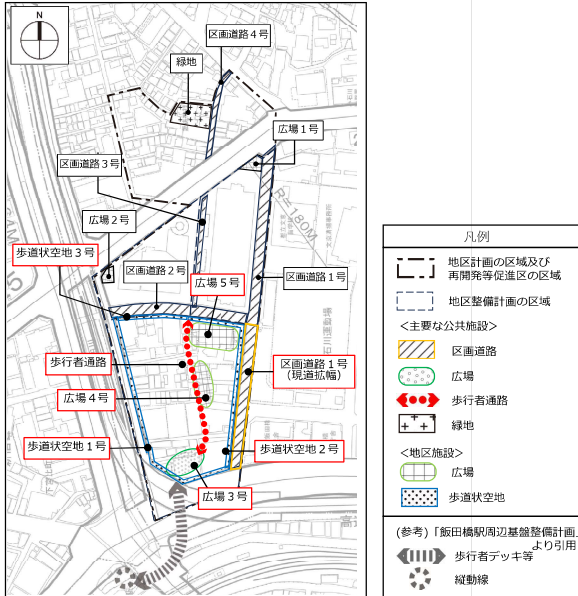 N
区画道路４号
緑地
広場１号
区画道路３号
広場２号
歩道状空地３号
区画道路２号
広場５号
区画道路１号
R=180M
石川運動場
歩行者通路
区画道路１号
(現道拡幅)
広場４号
歩道状空地１号
歩道状空地２号
広場３号
凡例
地区計画の区域及び
再開発等促進区の区域
地区整備計画の区域
＜主要な公共施設＞
区画道路
広場
歩行者通路
緑地
＜地区施設＞
広場
歩道状空地
(参考)「飯田橋駅周辺基盤整備計画」
より引用
歩行者デッキ等
縦動線